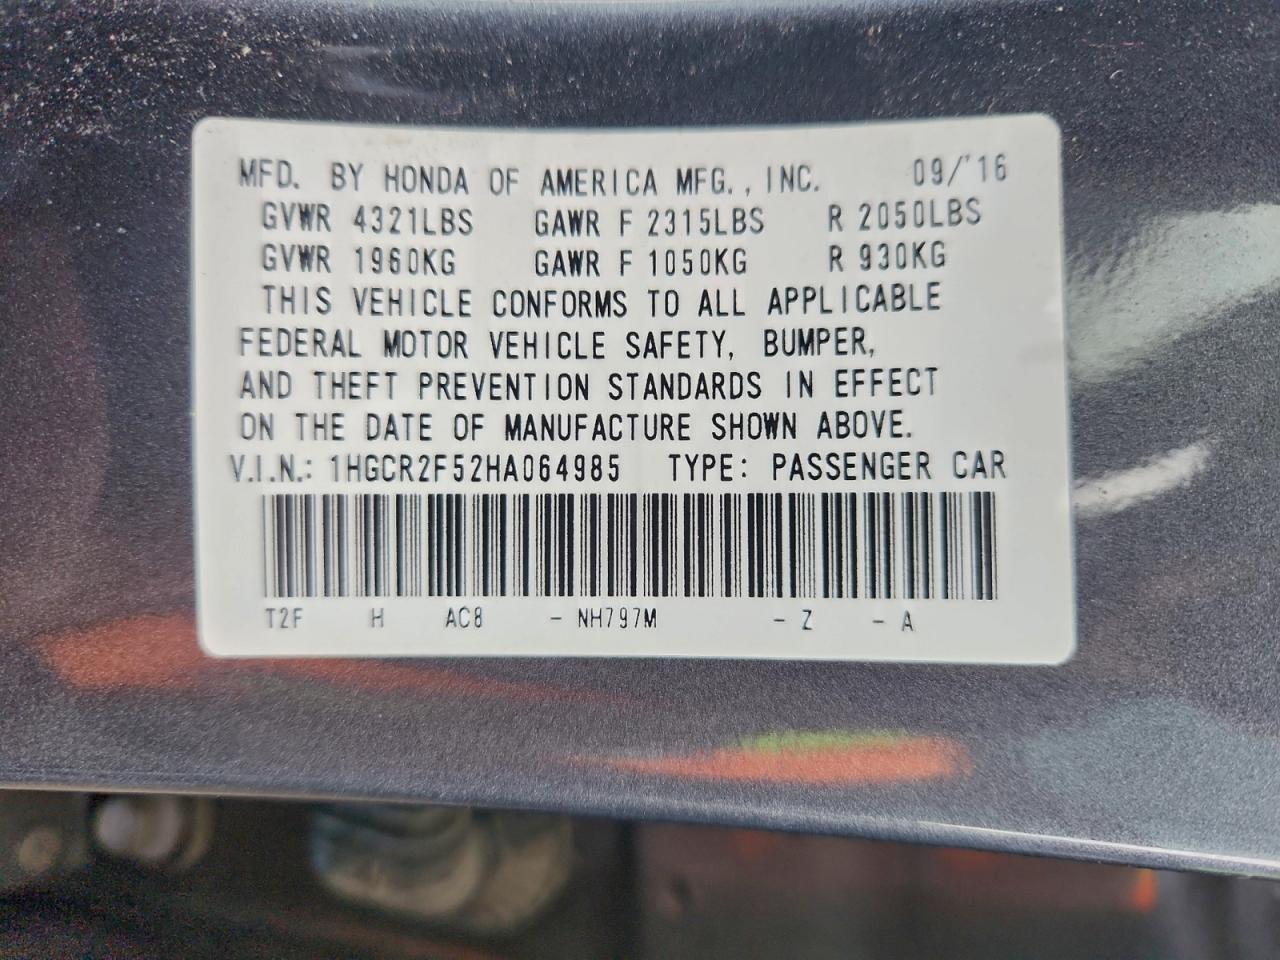 MFD. BY HONDA OF AMERICA MFG., INC. 09/'16
GVWR 4321LBS GAWR F 2315LBS R 2050LBS
GVWR 1960KG GAWR F 1050KG R 930KG
THIS VEHICLE CONFORMS TO ALL APPLICABLE
FEDERAL MOTOR VEHICLE SAFETY, BUMPER,
AND THEFT PREVENTION STANDARDS IN EFFECT
ON THE DATE OF MANUFACTURE SHOWN ABOVE.
V.I.N.: 1HGCR2F52HA064985 TYPE: PASSENGER CAR
T2F H AC8 - NH797M - Z - A